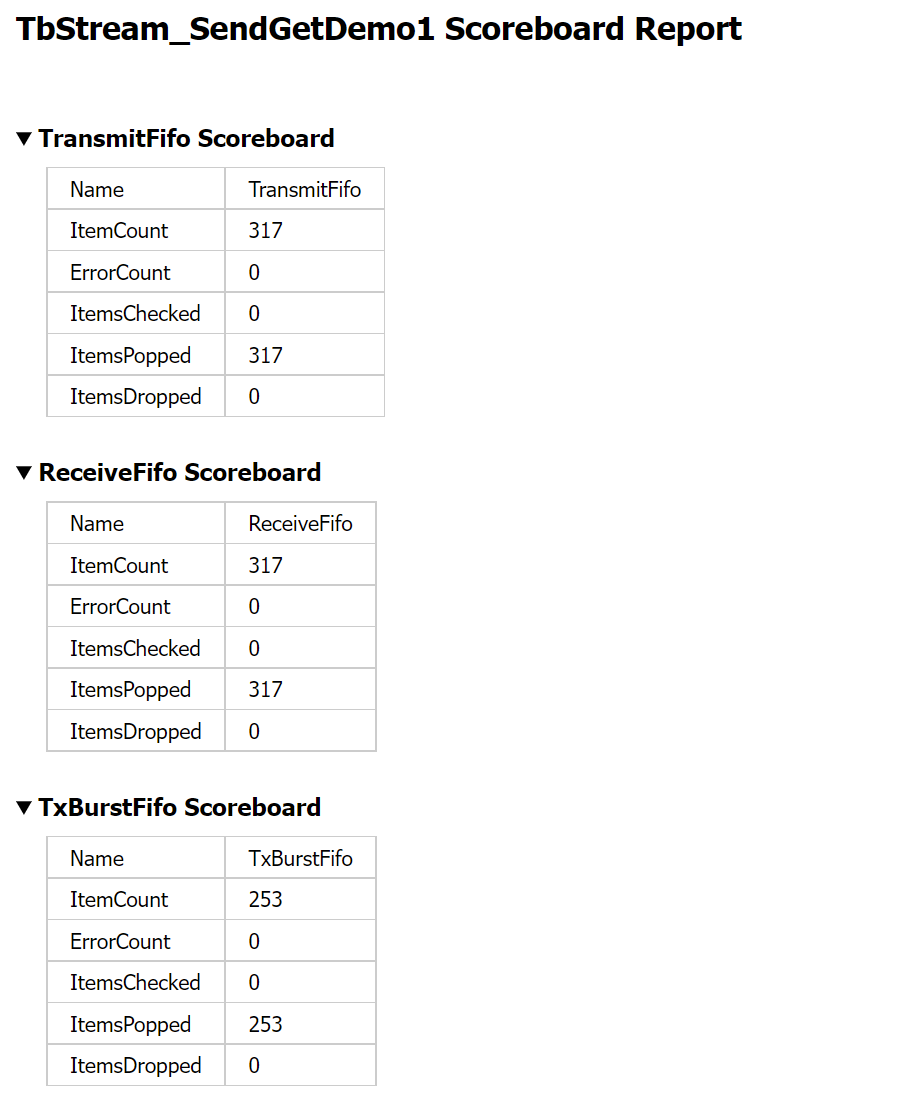 TbStream_SendGetDemo1 Scoreboard Report
TransmitFifo Scoreboard
Name TransmitFifo
ItemCount 317
ErrorCount 0
ItemsChecked 0
ItemsPopped 317
ItemsDropped 0
ReceiveFifo Scoreboard
Name ReceiveFifo
ItemCount 317
ErrorCount 0
ItemsChecked 0
ItemsPopped 317
ItemsDropped 0
TxBurstFifo Scoreboard
Name TxBurstFifo
ItemCount 253
ErrorCount 0
ItemsChecked 0
ItemsPopped 253
ItemsDropped 0